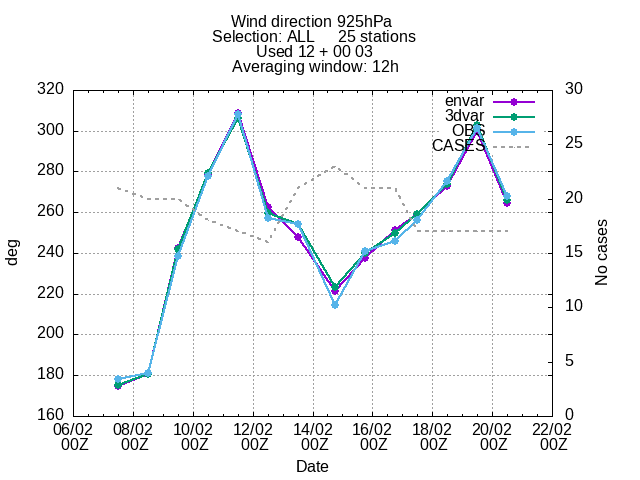 Wind direction 925hPa
Selection: ALL 25 stations
Used 12 + 00 03
Averaging window: 12h
320
300
280
260
240
220
200
180
160
30
25
20
15
10
5
0
envar
3dvar
OBS
CASES
deg
No cases
06/02 08/02 10/02 12/02 14/02 16/02 18/02 20/02 22/02
00Z 00Z 00Z 00Z 00Z 00Z 00Z 00Z 00Z
Date